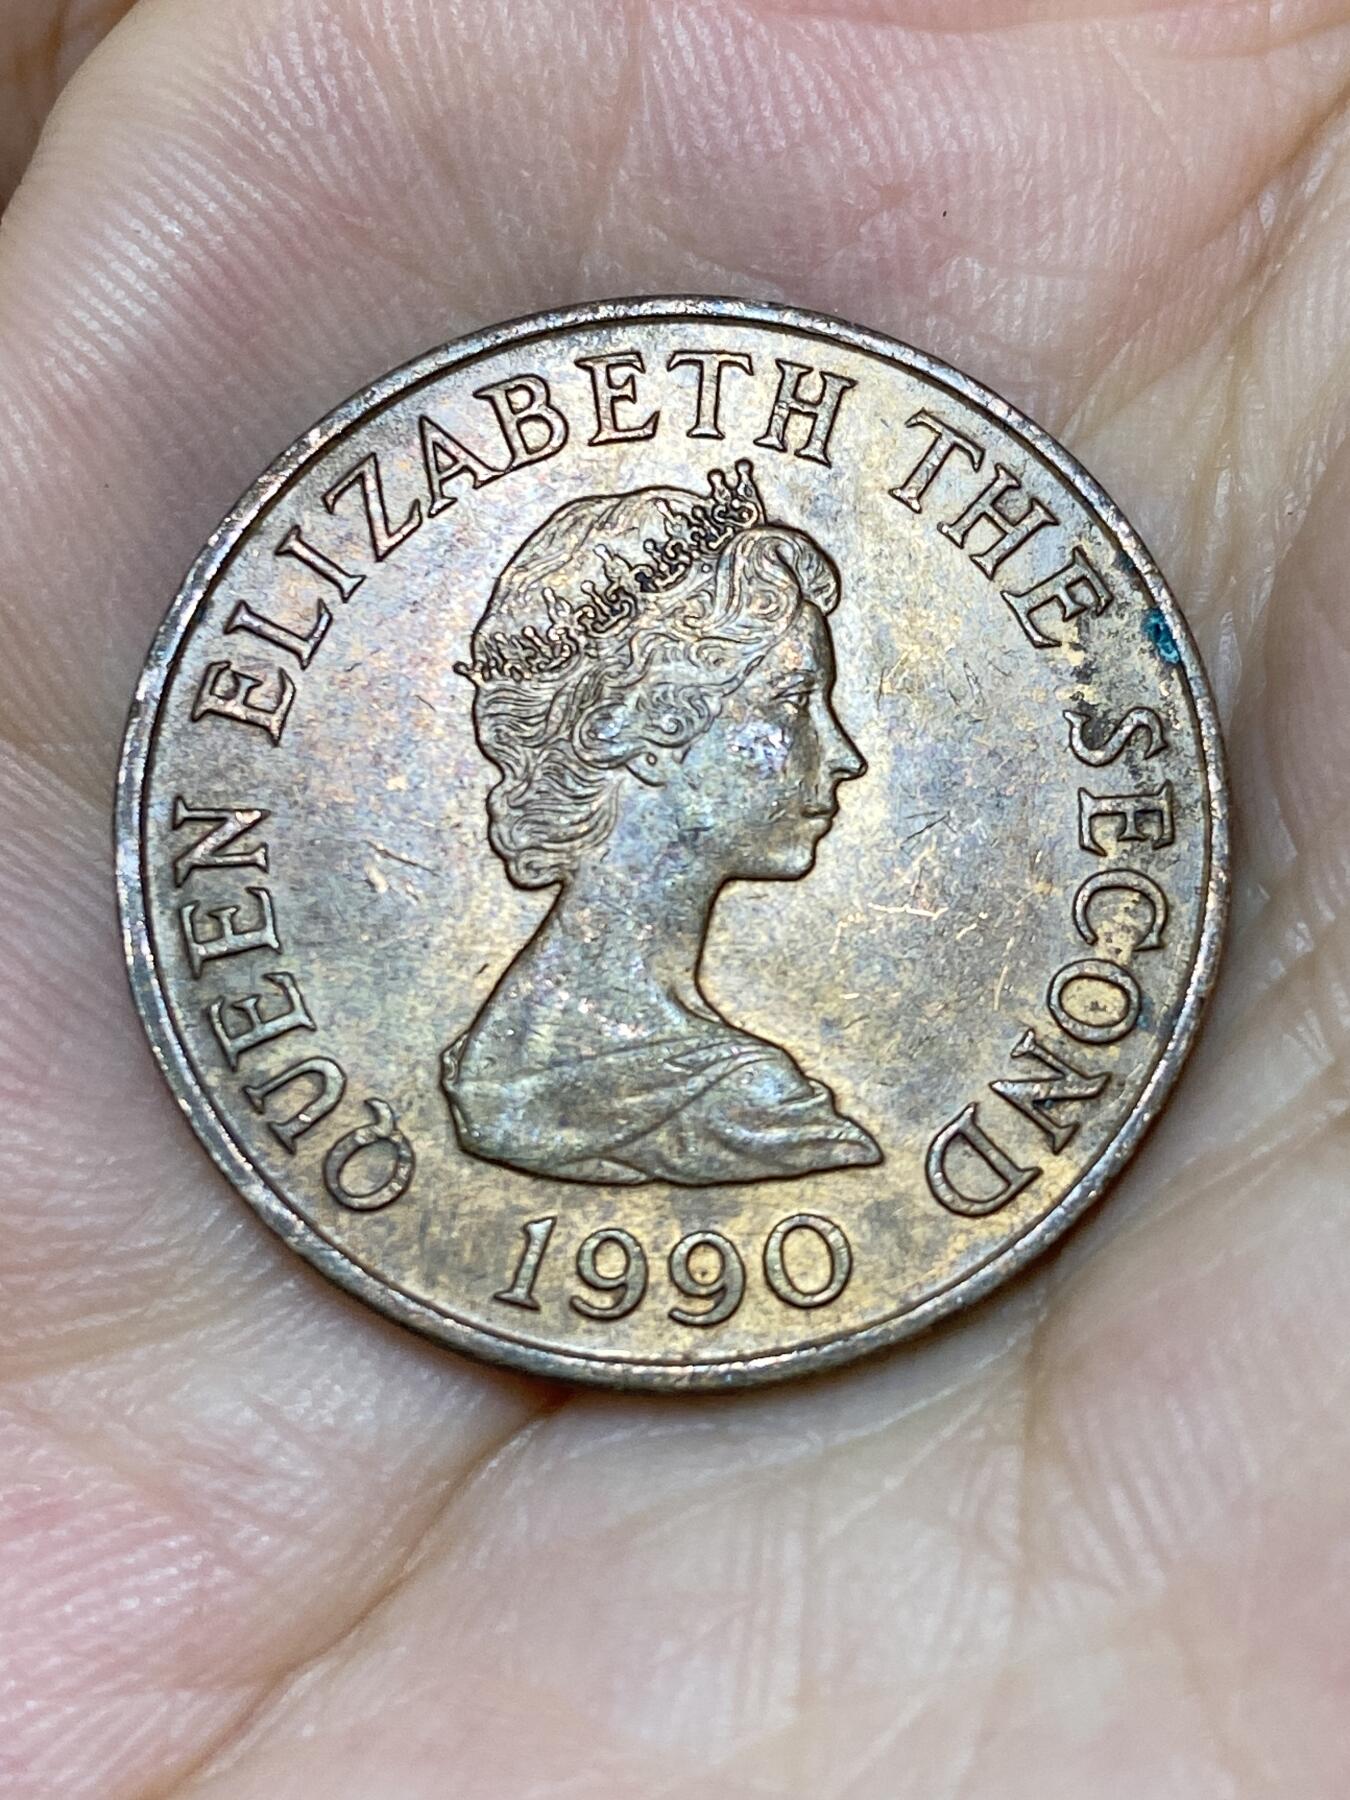 QUEEN ELIZABETH THE SECOND
1990